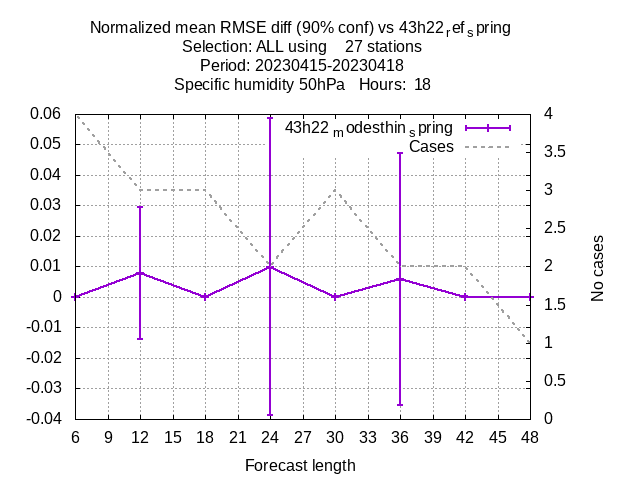 Normalized mean RMSE diff (90% conf) vs 43h22refspring
Selection: ALL using    27 stations
Period: 20230415-20230418
Specific humidity 50hPa   Hours:  18
43h22 modesthinspring
Cases
0.06
0.05
0.04
0.03
0.02
0.01
0
-0.01
-0.02
-0.03
-0.04
4
3.5
3
2.5
2
1.5
1
0.5
0
No cases
6 9 12 15 18 21 24 27 30 33 36 39 42 45 48
Forecast length